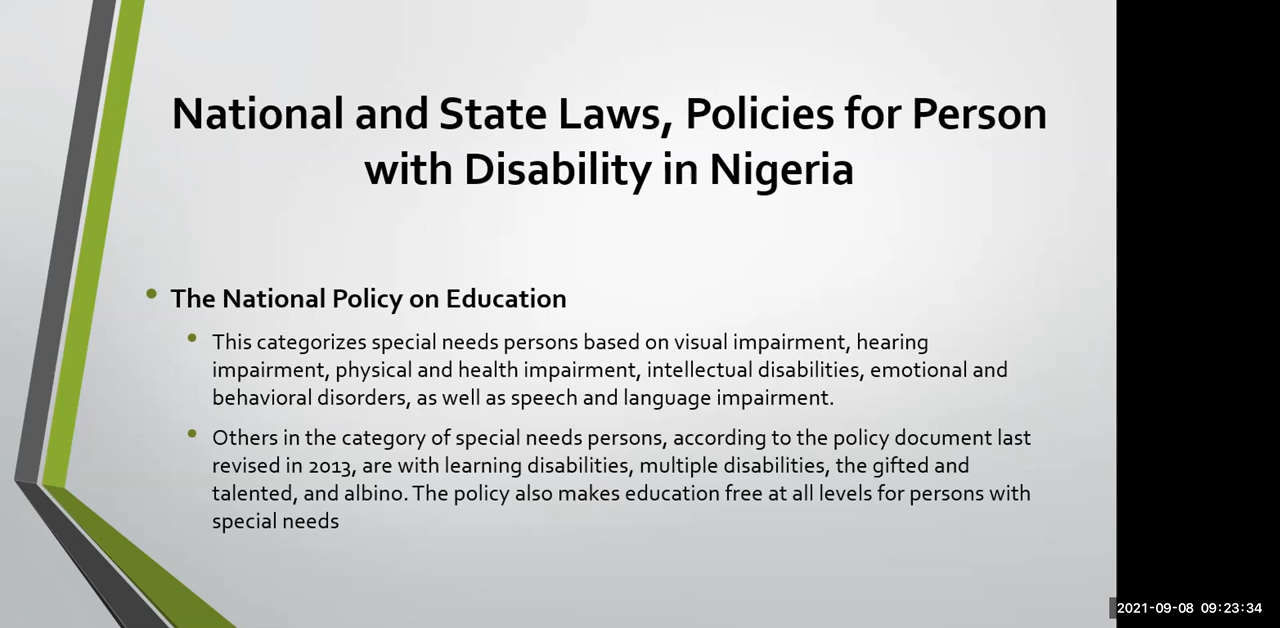 National and State Laws, Policies for Person
with Disability in Nigeria
• The National Policy on Education
• This categorizes special needs persons based on visual impairment, hearing
impairment, physical and health impairment, intellectual disabilities, emotional and
behavioral disorders, as well as speech and language impairment.
• Others in the category of special needs persons, according to the policy document last
revised in 2013, are with learning disabilities, multiple disabilities, the gifted and
talented, and albino. The policy also makes education free at all levels for persons with
special needs
2021-09-08 09:23:34